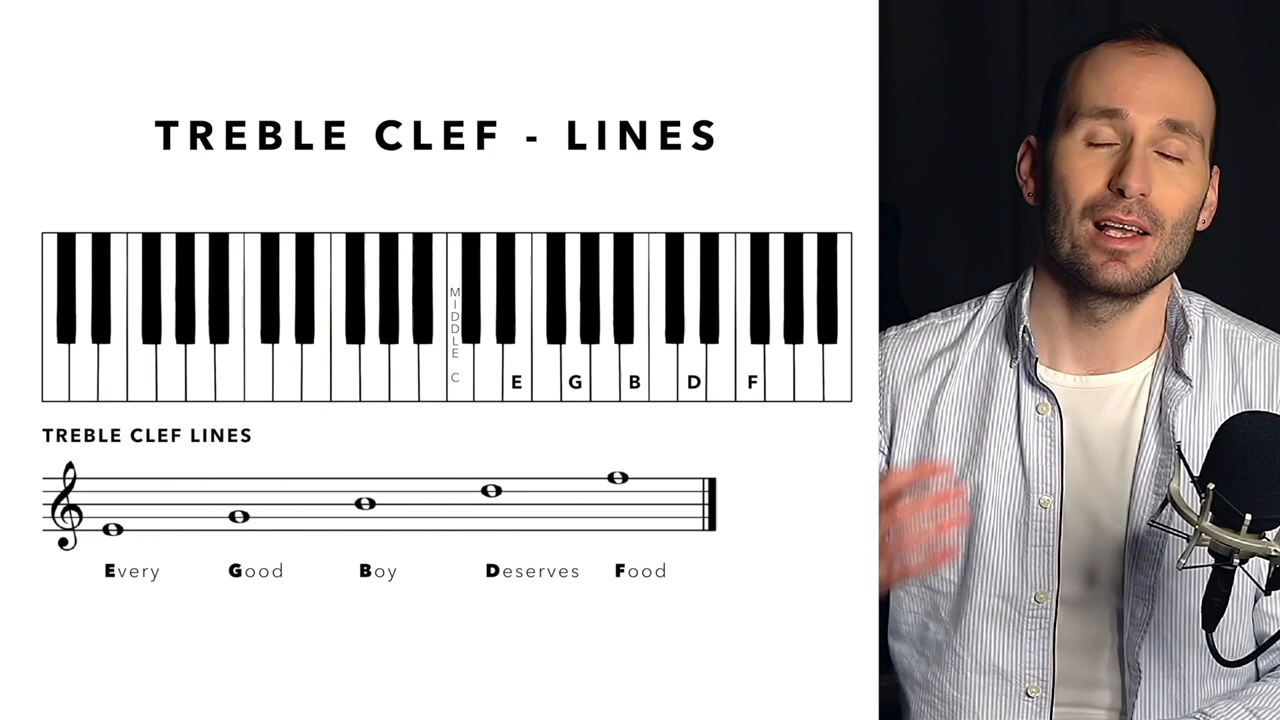 TREBLE CLEF - LINES
MIDDLE C
E G B D F
TREBLE CLEF LINES
Every Good Boy Deserves Food